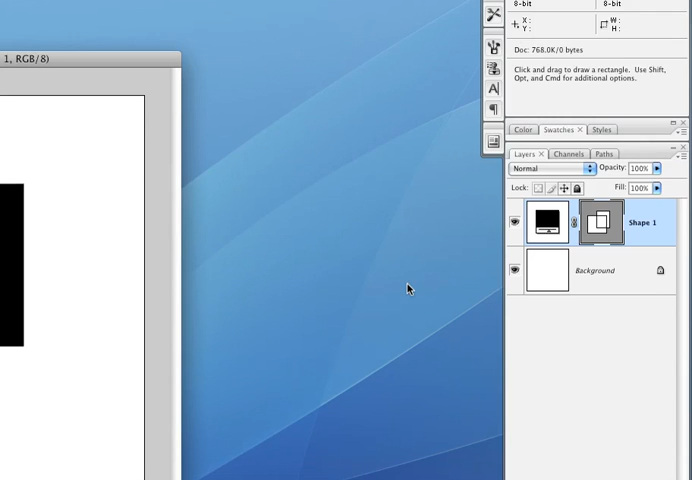 8-bit 8-bit
1, RGB/8)
X: W:
Y: H:
Doc: 768.0K/0 bytes
Click and drag to draw a rectangle. Use Shift,
Opt, and Cmd for additional options.
Color Swatches × Styles
Layers × Channels Paths
Normal Opacity: 100%
Lock: Fill: 100%
Shape 1
Background